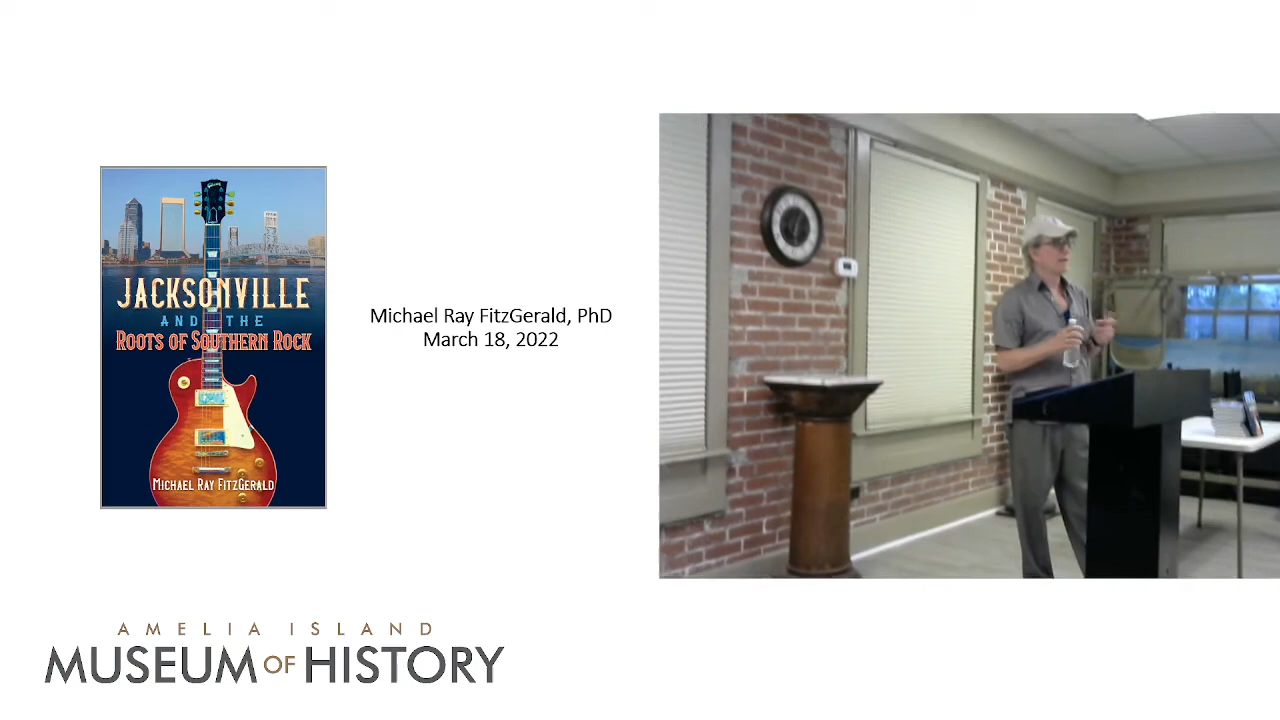 Gibson
JACKSONVILLE
AND THE
ROOTS OF SOUTHERN ROCK
MICHAEL RAY FITZGERALD
Michael Ray FitzGerald, PhD
March 18, 2022
AMELIA ISLAND
MUSEUM OF HISTORY